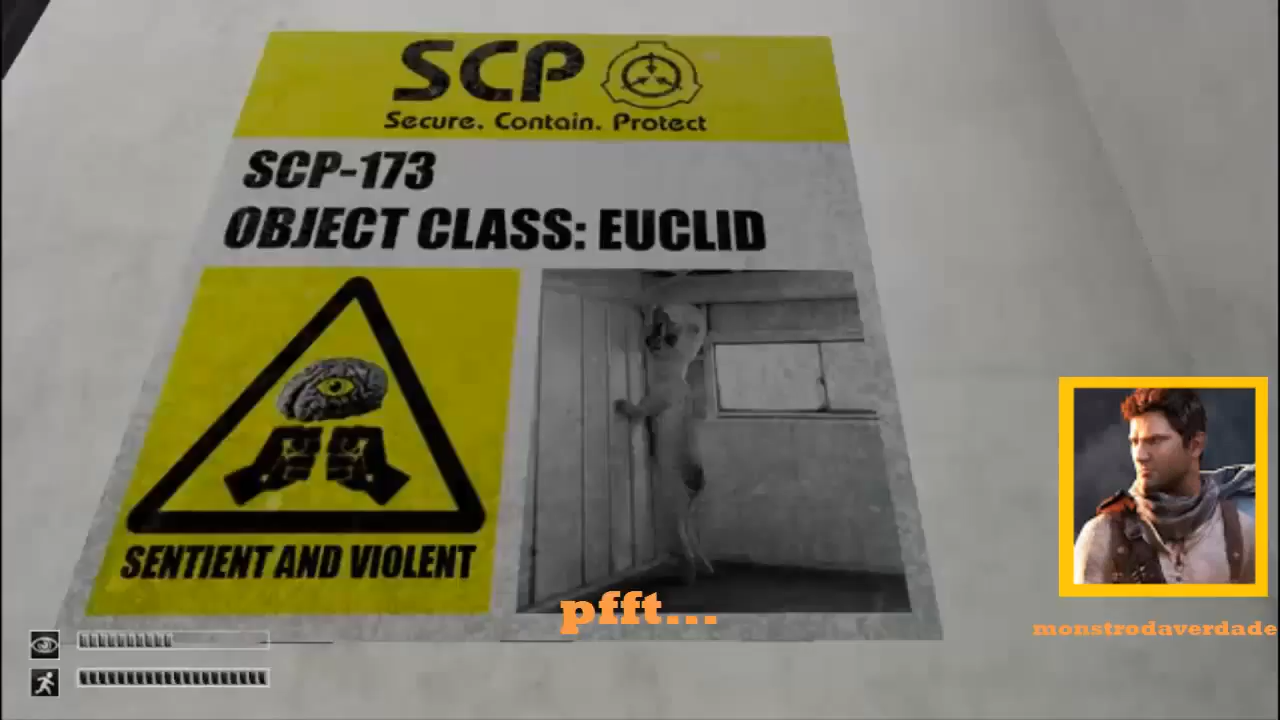 SCP
Secure. Contain. Protect
SCP-173
OBJECT CLASS: EUCLID
SENTIENT AND VIOLENT
pfft...
monstrodaverdade